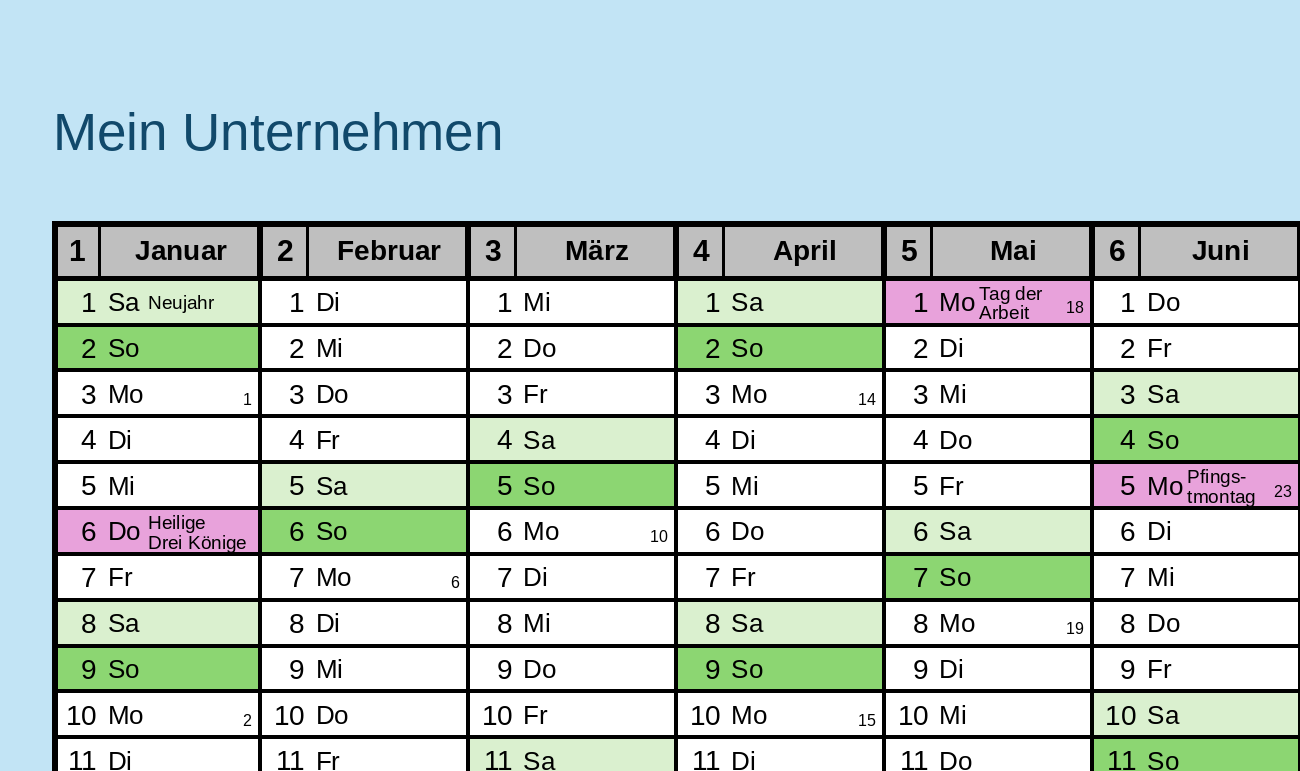 Mein Unternehmen
1 Januar 2 Februar 3 März 4 April 5 Mai 6 Juni
1 Sa Neujahr 1 Di 1 Mi 1 Sa 1 Mo Tag der Arbeit 18 1 Do
2 So 2 Mi 2 Do 2 So 2 Di 2 Fr
3 Mo 1 3 Do 3 Fr 3 Mo 14 3 Mi 3 Sa
4 Di 4 Fr 4 Sa 4 Di 4 Do 4 So
5 Mi 5 Sa 5 So 5 Mi 5 Fr 5 Mo Pfings- tmontag 23
6 Do Heilige Drei Könige 6 So 6 Mo 10 6 Do 6 Sa 6 Di
7 Fr 7 Mo 6 7 Di 7 Fr 7 So 7 Mi
8 Sa 8 Di 8 Mi 8 Sa 8 Mo 19 8 Do
9 So 9 Mi 9 Do 9 So 9 Di 9 Fr
10 Mo 2 10 Do 10 Fr 10 Mo 15 10 Mi 10 Sa
11 Di 11 Fr 11 Sa 11 Di 11 Do 11 So